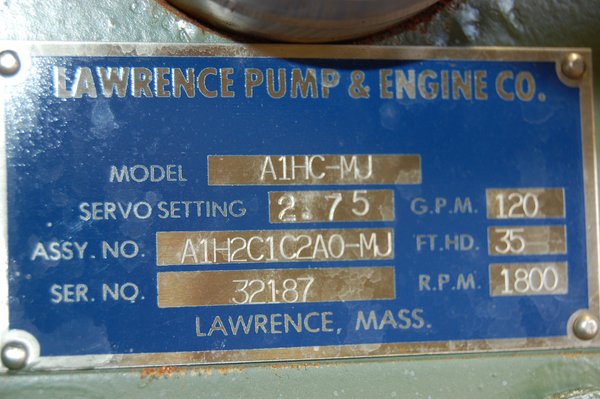 LAWRENCE PUMP & ENGINE CO.
MODEL A1HC-MJ
SERVO SETTING 2.75 G.P.M. 120
ASSY. NO. A1H2C1C2A0-MJ FT.HD. 35
SER. NO. 32187 R.P.M. 1800
LAWRENCE, MASS.